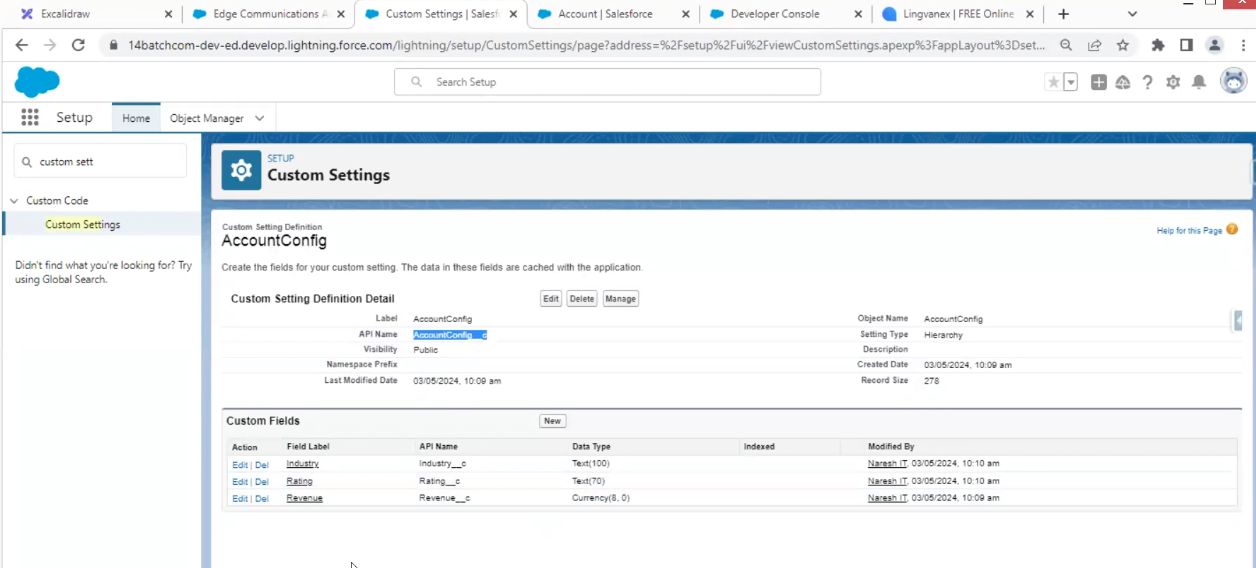 Excalidraw
Edge Communications A
Custom Settings | Salesf
Account | Salesforce
Developer Console
Lingvanex | FREE Online
14batchcom-dev-ed.develop.lightning.force.com/lightning/setup/CustomSettings/page?address=%2Fsetup%2Fui%2FviewCustomSettings.apexp%3FappLayout%3Dset...
Search Setup
Setup
Home
Object Manager
custom sett
Custom Code
Custom Settings
Didn't find what you're looking for? Try
using Global Search.
SETUP
Custom Settings
Custom Setting Definition
AccountConfig
Help for this Page
Create the fields for your custom setting. The data in these fields are cached with the application.
Custom Setting Definition Detail Edit Delete Manage
Label AccountConfig Object Name AccountConfig
API Name AccountConfig__c Setting Type Hierarchy
Visibility Public Description
Namespace Prefix Created Date 03/05/2024, 10:09 am
Last Modified Date 03/05/2024, 10:09 am Record Size 278
Custom Fields New
Action Field Label API Name Data Type Indexed Modified By
Edit | Del Industry Industry__c Text(100) Naresh IT, 03/05/2024, 10:10 am
Edit | Del Rating Rating__c Text(70) Naresh IT, 03/05/2024, 10:10 am
Edit | Del Revenue Revenue__c Currency(8, 0) Naresh IT, 03/05/2024, 10:09 am